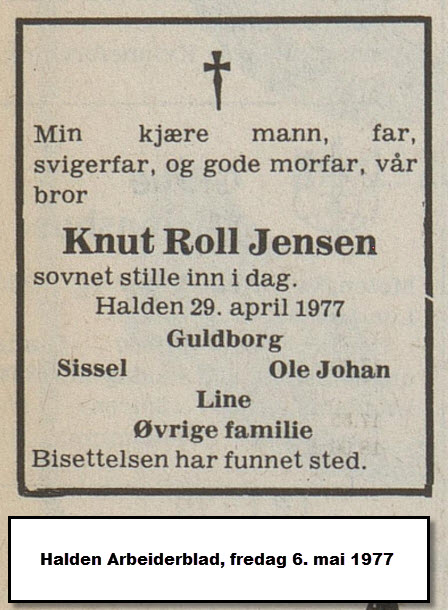 Min kjære mann, far,
svigerfar, og gode morfar, vår
bror
Knut Roll Jensen
sovnet stille inn i dag.
Halden 29. april 1977
Guldborg
Sissel Ole Johan
Line
Øvrige familie
Bisettelsen har funnet sted.
Halden Arbeiderblad, fredag 6. mai 1977